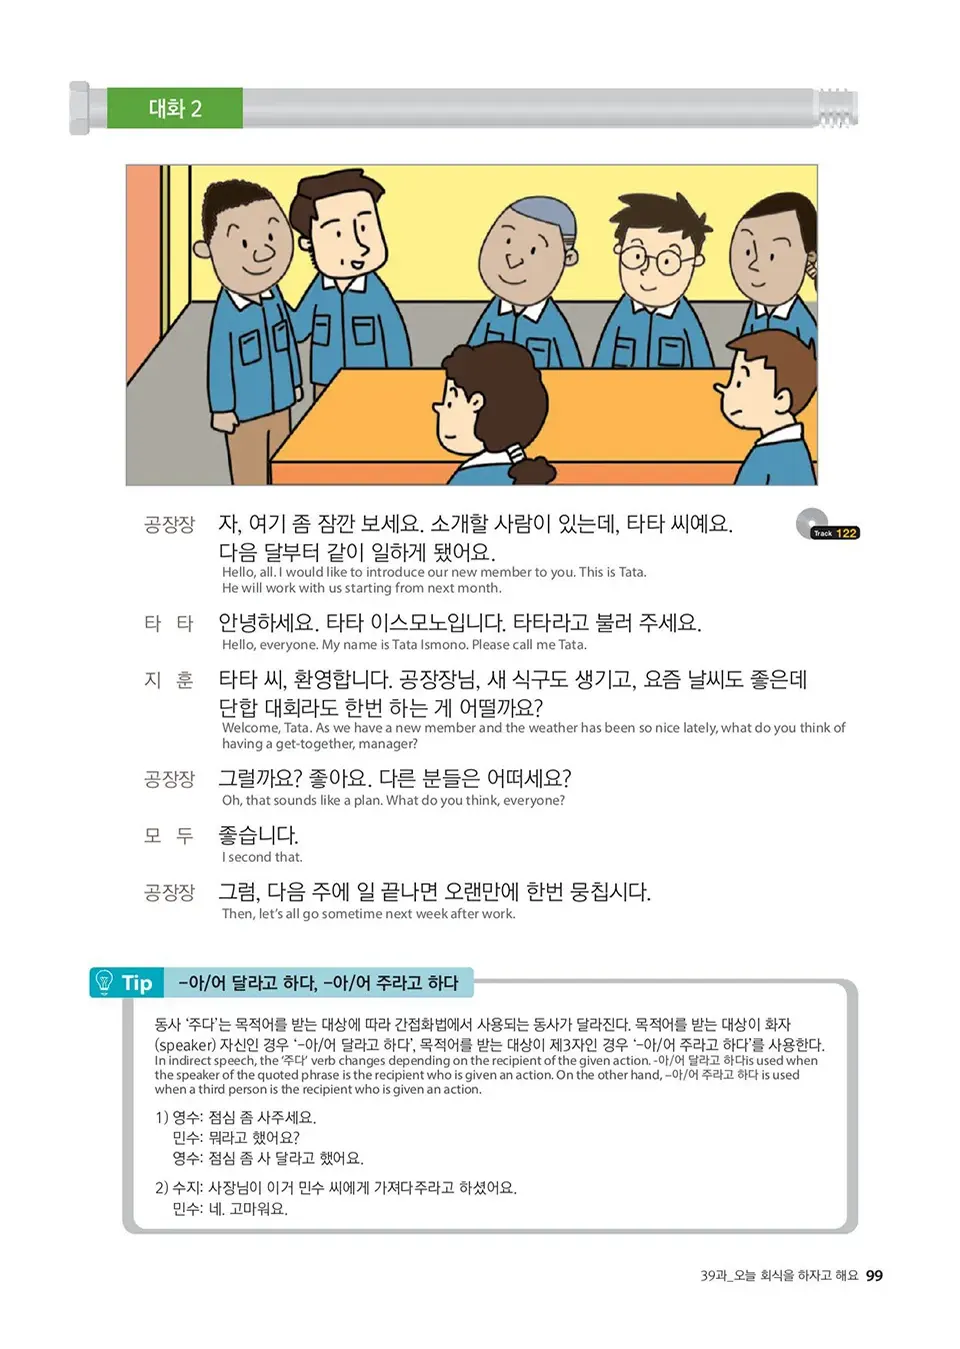 대화 2
공장장 자, 여기 좀 잠깐 보세요. 소개할 사람이 있는데, 타타 씨예요.
Track 122
다음 달부터 같이 일하게 됐어요.
Hello, all. I would like to introduce our new member to you. This is Tata.
He will work with us starting from next month.
타 타 안녕하세요. 타타 이스모노입니다. 타타라고 불러 주세요.
Hello, everyone. My name is Tata Ismono. Please call me Tata.
지 훈 타타 씨, 환영합니다. 공장장님, 새 식구도 생기고, 요즘 날씨도 좋은데
단합 대회라도 한번 하는 게 어떨까요?
Welcome, Tata. As we have a new member and the weather has been so nice lately, what do you think of
having a get-together, manager?
공장장 그럴까요? 좋아요. 다른 분들은 어떠세요?
Oh, that sounds like a plan. What do you think, everyone?
모 두 좋습니다.
I second that.
공장장 그럼, 다음 주에 일 끝나면 오랜만에 한번 뭉칩시다.
Then, let's all go sometime next week after work.
Tip -아/어 달라고 하다, -아/어 주라고 하다
동사 '주다'는 목적어를 받는 대상에 따라 간접화법에서 사용되는 동사가 달라진다. 목적어를 받는 대상이 화자
(speaker) 자신인 경우 '-아/어 달라고 하다', 목적어를 받는 대상이 제3자인 경우 '-아/어 주라고 하다'를 사용한다.
In indirect speech, the '주다' verb changes depending on the recipient of the given action. -아/어 달라고 하다is used when
the speaker of the quoted phrase is the recipient who is given an action. On the other hand, –아/어 주라고 하다 is used
when a third person is the recipient who is given an action.
1) 영수: 점심 좀 사주세요.
민수: 뭐라고 했어요?
영수: 점심 좀 사 달라고 했어요.
2) 수지: 사장님이 이거 민수 씨에게 가져다주라고 하셨어요.
민수: 네. 고마워요.
39과_오늘 회식을 하자고 해요 99